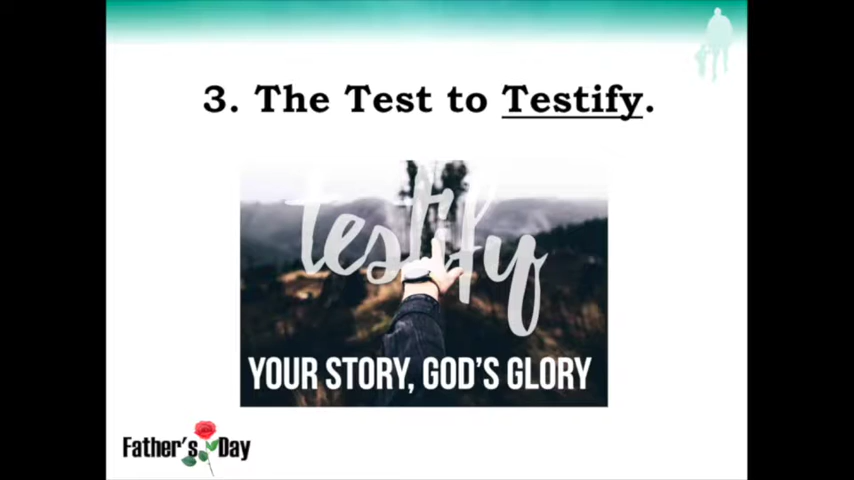 3. The Test to Testify.
testify
YOUR STORY, GOD'S GLORY
Father's Day